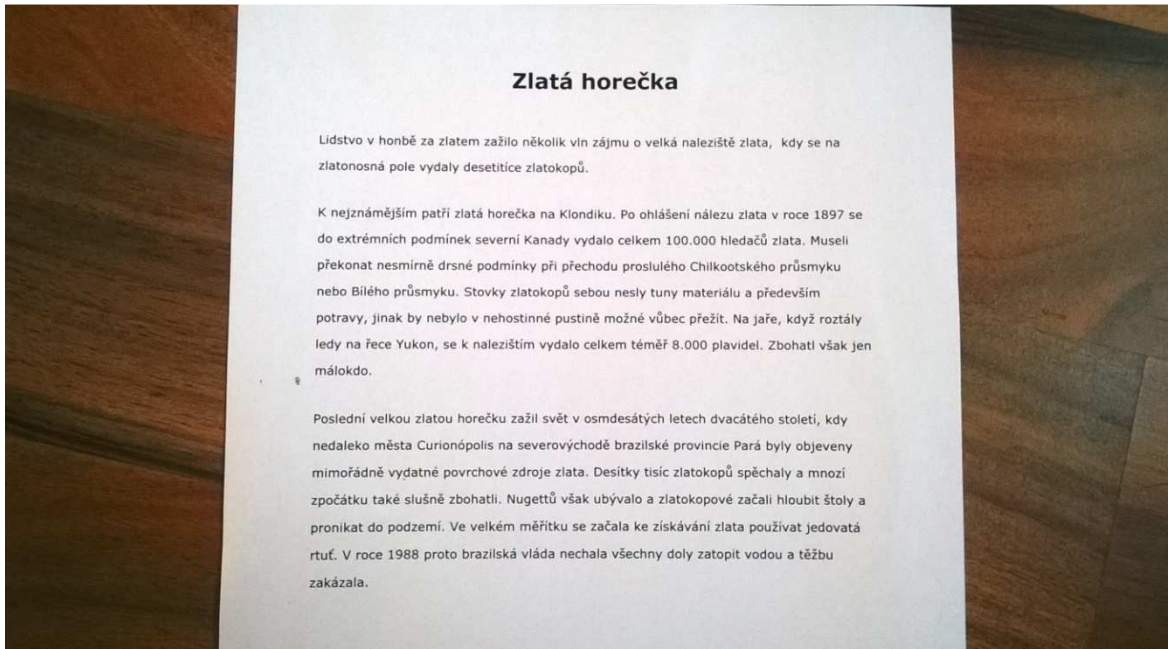 Zlatá horečka
Lidstvo v honbě za zlatem zažilo několik vln zájmu o velká naleziště zlata, kdy se na
zlatonosná pole vydaly desetitíce zlatokopů.
K nejznámějším patří zlatá horečka na Klondiku. Po ohlášení nálezu zlata v roce 1897 se
do extrémních podmínek severní Kanady vydalo celkem 100.000 hledačů zlata. Museli
překonat nesmírně drsné podmínky při přechodu proslulého Chilkootského průsmyku
nebo Bílého průsmyku. Stovky zlatokopů sebou nesly tuny materiálu a především
potravy, jinak by nebylo v nehostinné pustině možné vůbec přežít. Na jaře, když roztály
ledy na řece Yukon, se k nalezištím vydalo celkem téměř 8.000 plavidel. Zbohatl však jen
málokdo.
Poslední velkou zlatou horečku zažil svět v osmdesátých letech dvacátého století, kdy
nedaleko města Curionópolis na severovýchodě brazilské provincie Pará byly objeveny
mimořádně vydatné povrchové zdroje zlata. Desítky tisíc zlatokopů spěchaly a mnozí
zpočátku také slušně zbohatli. Nugettů však ubývalo a zlatokopové začali hloubit štoly a
pronikat do podzemí. Ve velkém měřítku se začala ke získávání zlata používat jedovatá
rtuť. V roce 1988 proto brazilská vláda nechala všechny doly zatopit vodou a těžbu
zakázala.